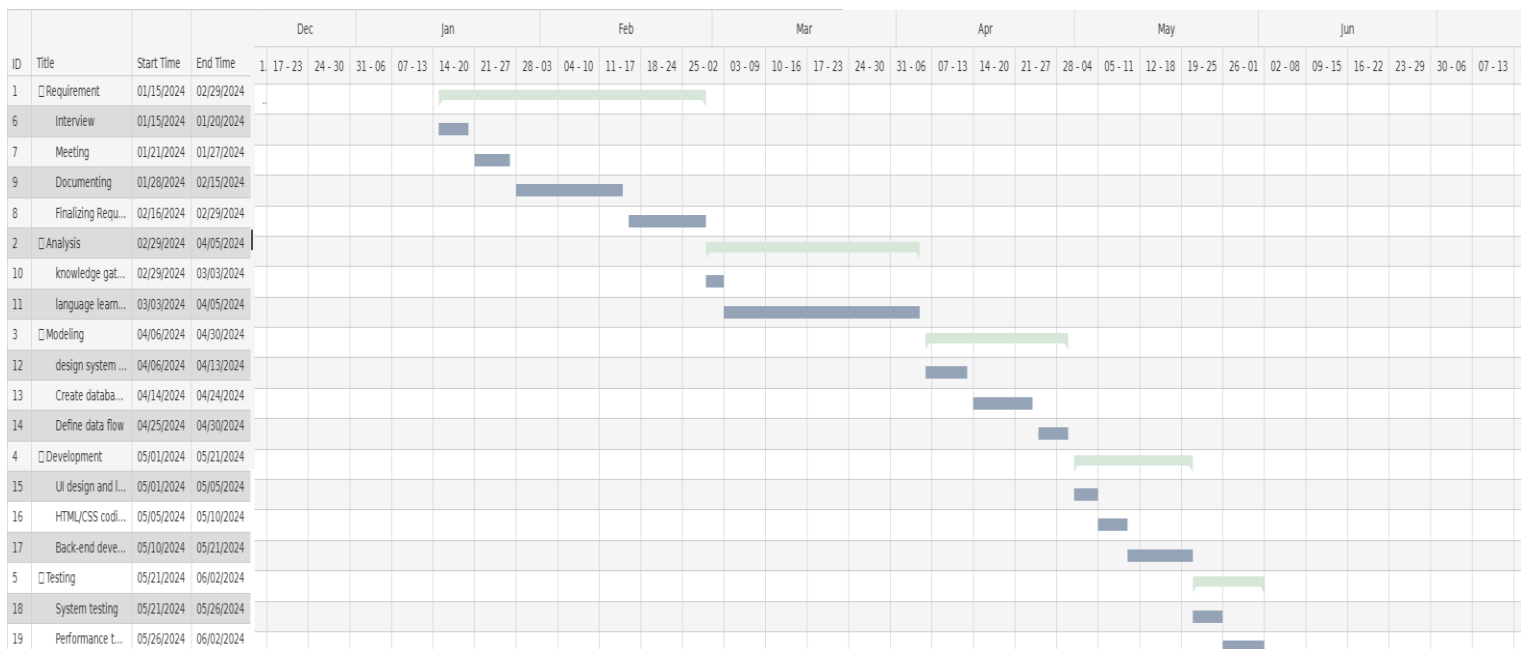 Dec Jan Feb Mar Apr May Jun
ID Title Start Time End Time 1. 17 - 23 24 - 30 31 - 06 07 - 13 14 - 20 21 - 27 28 - 03 04 - 10 11 - 17 18 - 24 25 - 02 03 - 09 10 - 16 17 - 23 24 - 30 31 - 06 07 - 13 14 - 20 21 - 27 28 - 04 05 - 11 12 - 18 19 - 25 26 - 01 02 - 08 09 - 15 16 - 22 23 - 29 30 - 06 07 - 13
1 Requirement 01/15/2024 02/29/2024 ..
6 Interview 01/15/2024 01/20/2024
7 Meeting 01/21/2024 01/27/2024
9 Documenting 01/28/2024 02/15/2024
8 Finalizing Requ... 02/16/2024 02/29/2024
2 Analysis 02/29/2024 04/05/2024
10 knowledge gat... 02/29/2024 03/03/2024
11 language learn... 03/03/2024 04/05/2024
3 Modeling 04/06/2024 04/30/2024
12 design system ... 04/06/2024 04/13/2024
13 Create databa... 04/14/2024 04/24/2024
14 Define data flow 04/25/2024 04/30/2024
4 Development 05/01/2024 05/21/2024
15 UI design and l... 05/01/2024 05/05/2024
16 HTML/CSS codi... 05/05/2024 05/10/2024
17 Back-end deve... 05/10/2024 05/21/2024
5 Testing 05/21/2024 06/02/2024
18 System testing 05/21/2024 05/26/2024
19 Performance t... 05/26/2024 06/02/2024